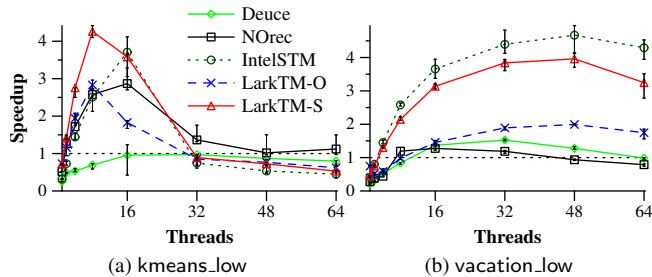 Deuce
NOrec
IntelSTM
LarkTM-O
LarkTM-S
Speedup
4
3
2
1
0
16 32 48 64
Threads
(a) kmeans_low
4
3
2
1
0
16 32 48 64
Threads
(b) vacation_low